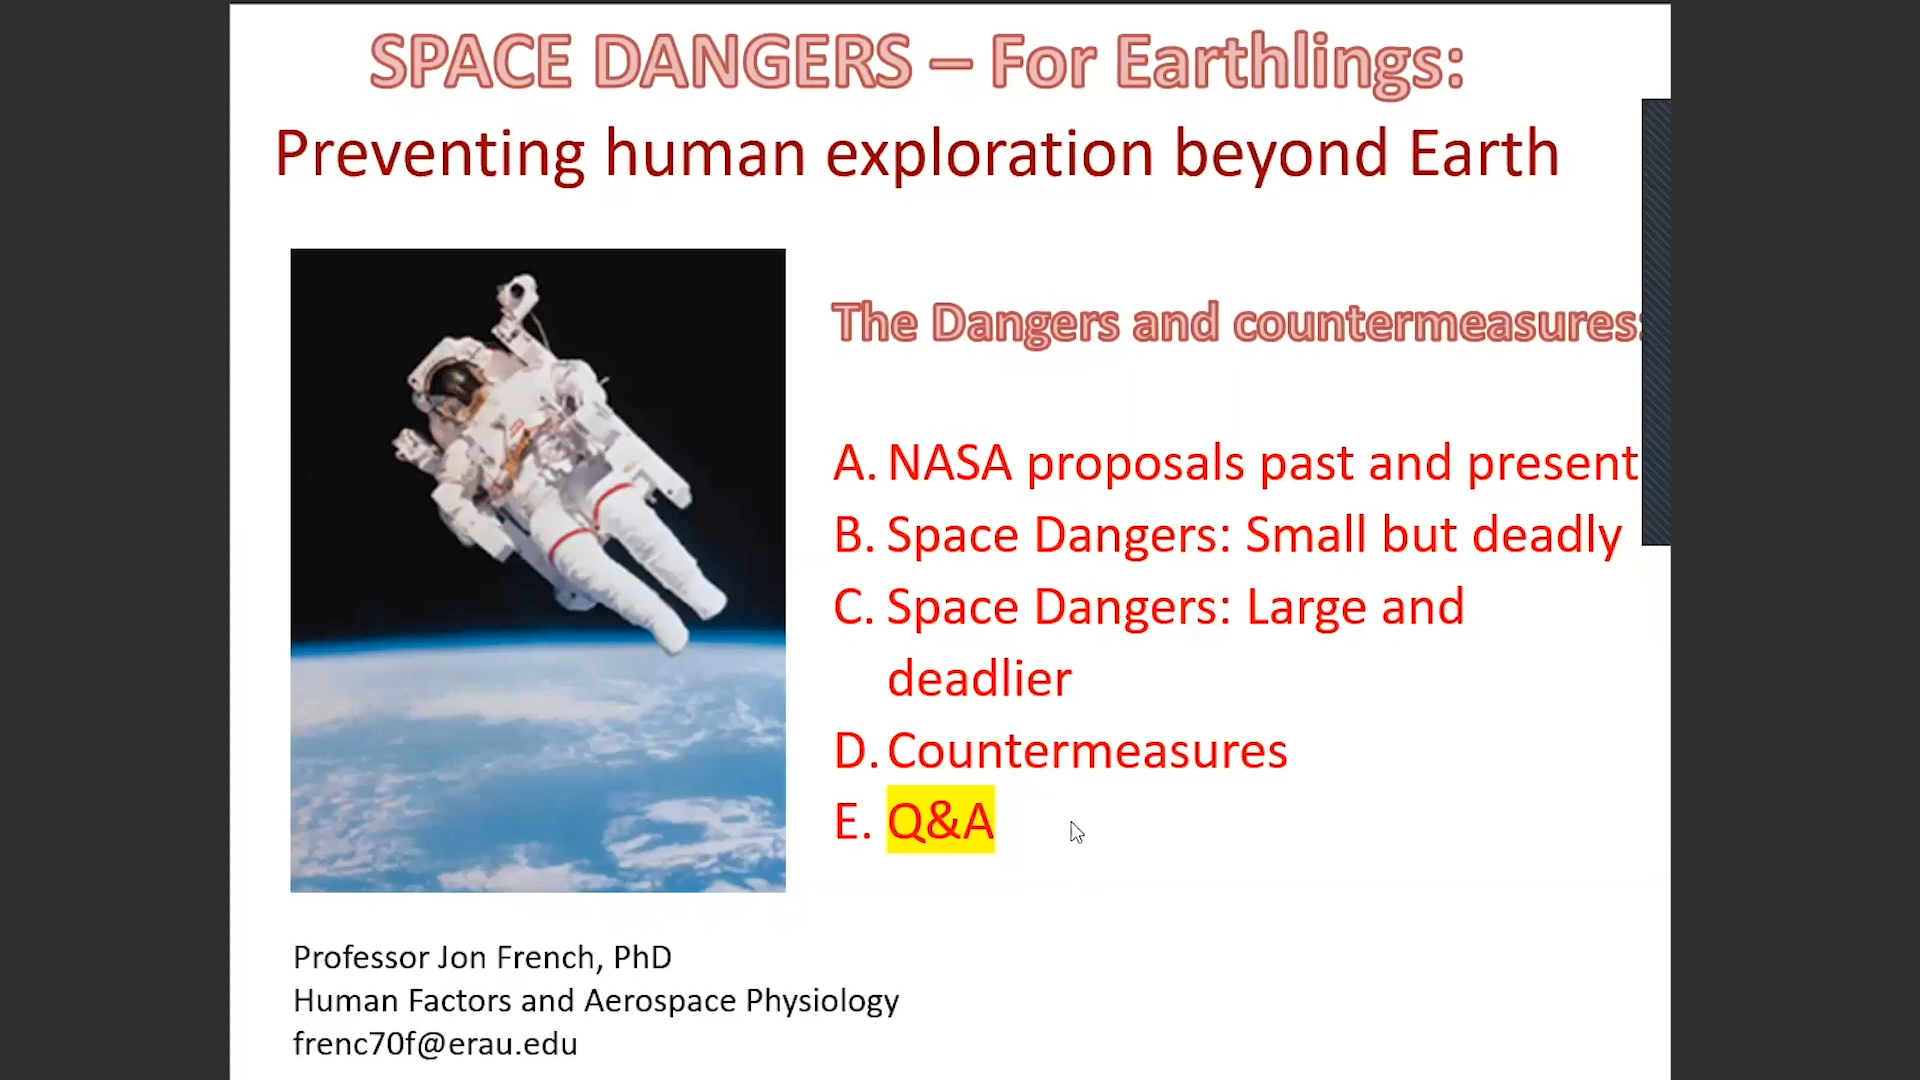 SPACE DANGERS – For Earthlings:
Preventing human exploration beyond Earth
The Dangers and countermeasures:
A. NASA proposals past and present
B. Space Dangers: Small but deadly
C. Space Dangers: Large and
deadlier
D. Countermeasures
E. Q&A
Professor Jon French, PhD
Human Factors and Aerospace Physiology
frenc70f@erau.edu